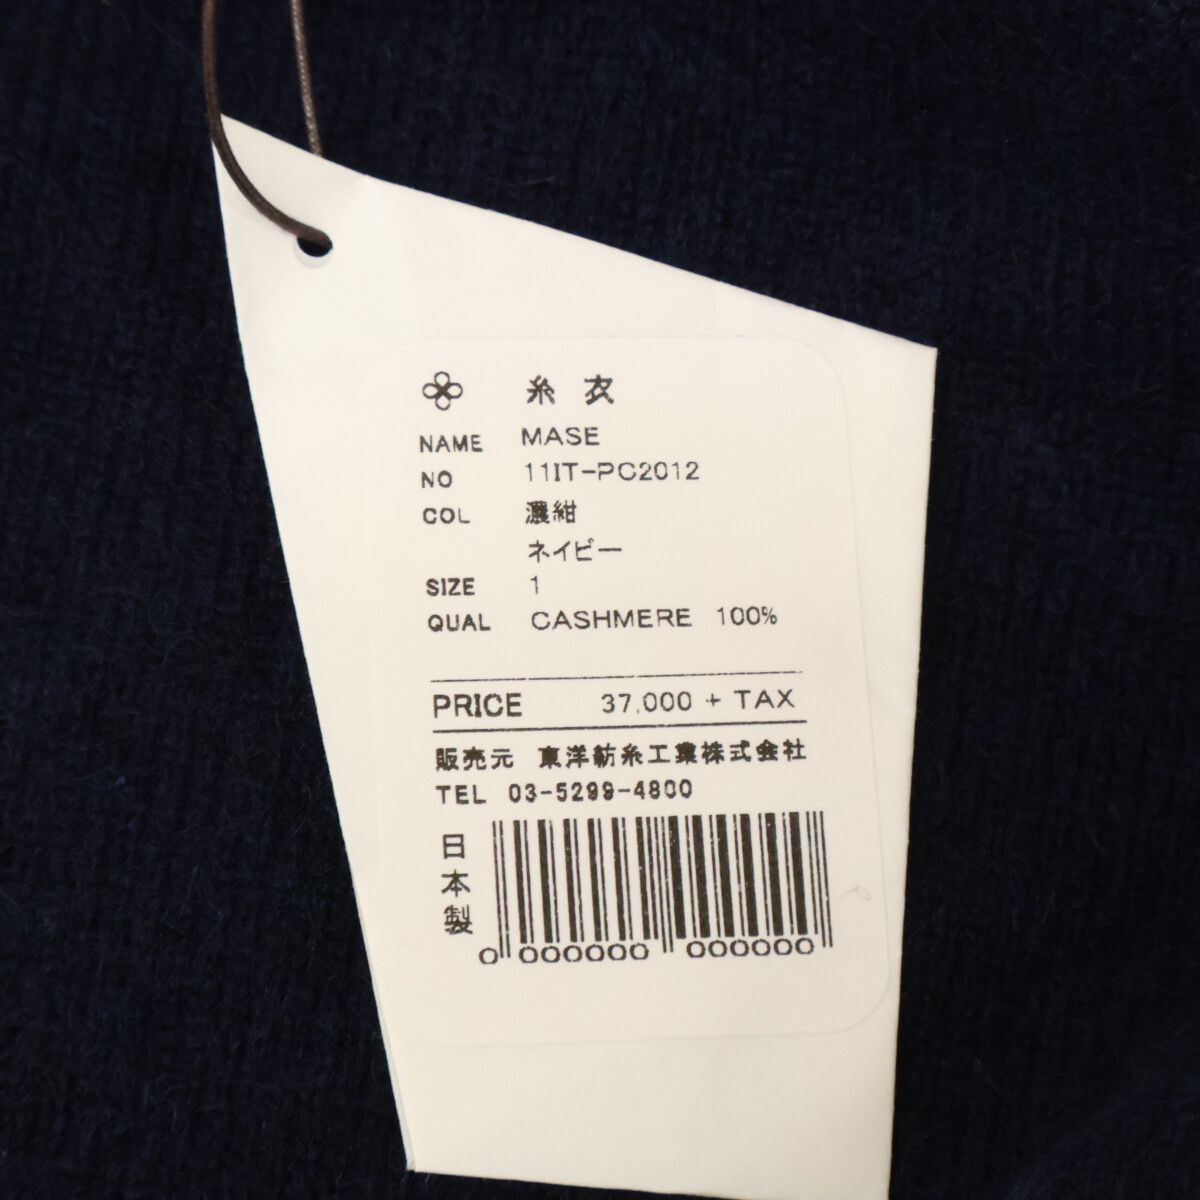 糸衣
NAME MASE
NO 11IT-PC2012
COL 濃紺
ネイビー
SIZE 1
QUAL CASHMERE 100%
PRICE 37,000 + TAX
販売元 東洋紡糸工業株式会社
TEL 03-5299-4800
日本製
0 000000 000000